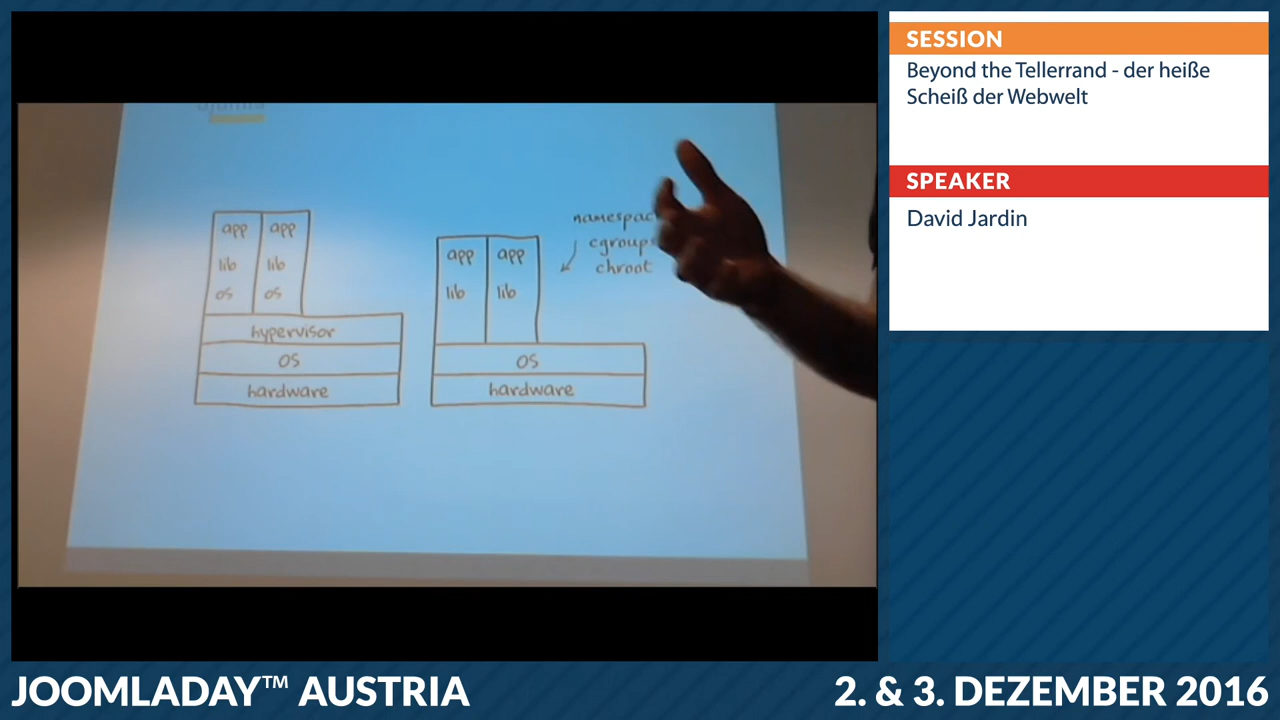 SESSION
Beyond the Tellerrand - der heiße
Scheiß der Webwelt
SPEAKER
David Jardin
app app
lib lib
os os
hypervisor
OS
hardware
app app
lib lib
OS
hardware
cgroups
chroot
JOOMLADAY™ AUSTRIA
2. & 3. DEZEMBER 2016